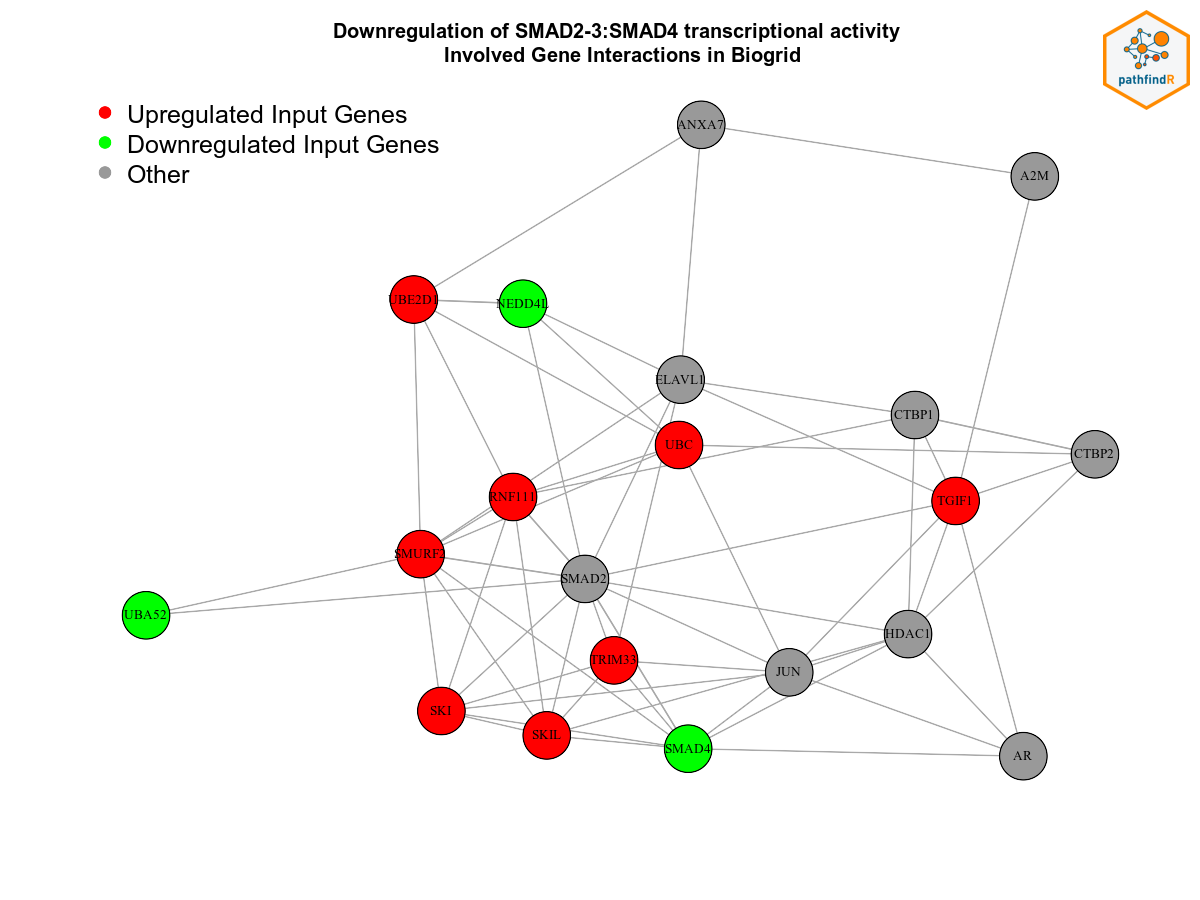 Downregulation of SMAD2-3:SMAD4 transcriptional activity
Involved Gene Interactions in Biogrid
pathfindR
Upregulated Input Genes
Downregulated Input Genes
Other
ANXA7
A2M
UBE2D1
NEDD4L
ELAVL1
CTBP1
UBC
CTBP2
RNF111
TGIF1
SMURF2
SMAD2
UBA52
HDAC1
TRIM33
JUN
SKI
SKIL
SMAD4
AR